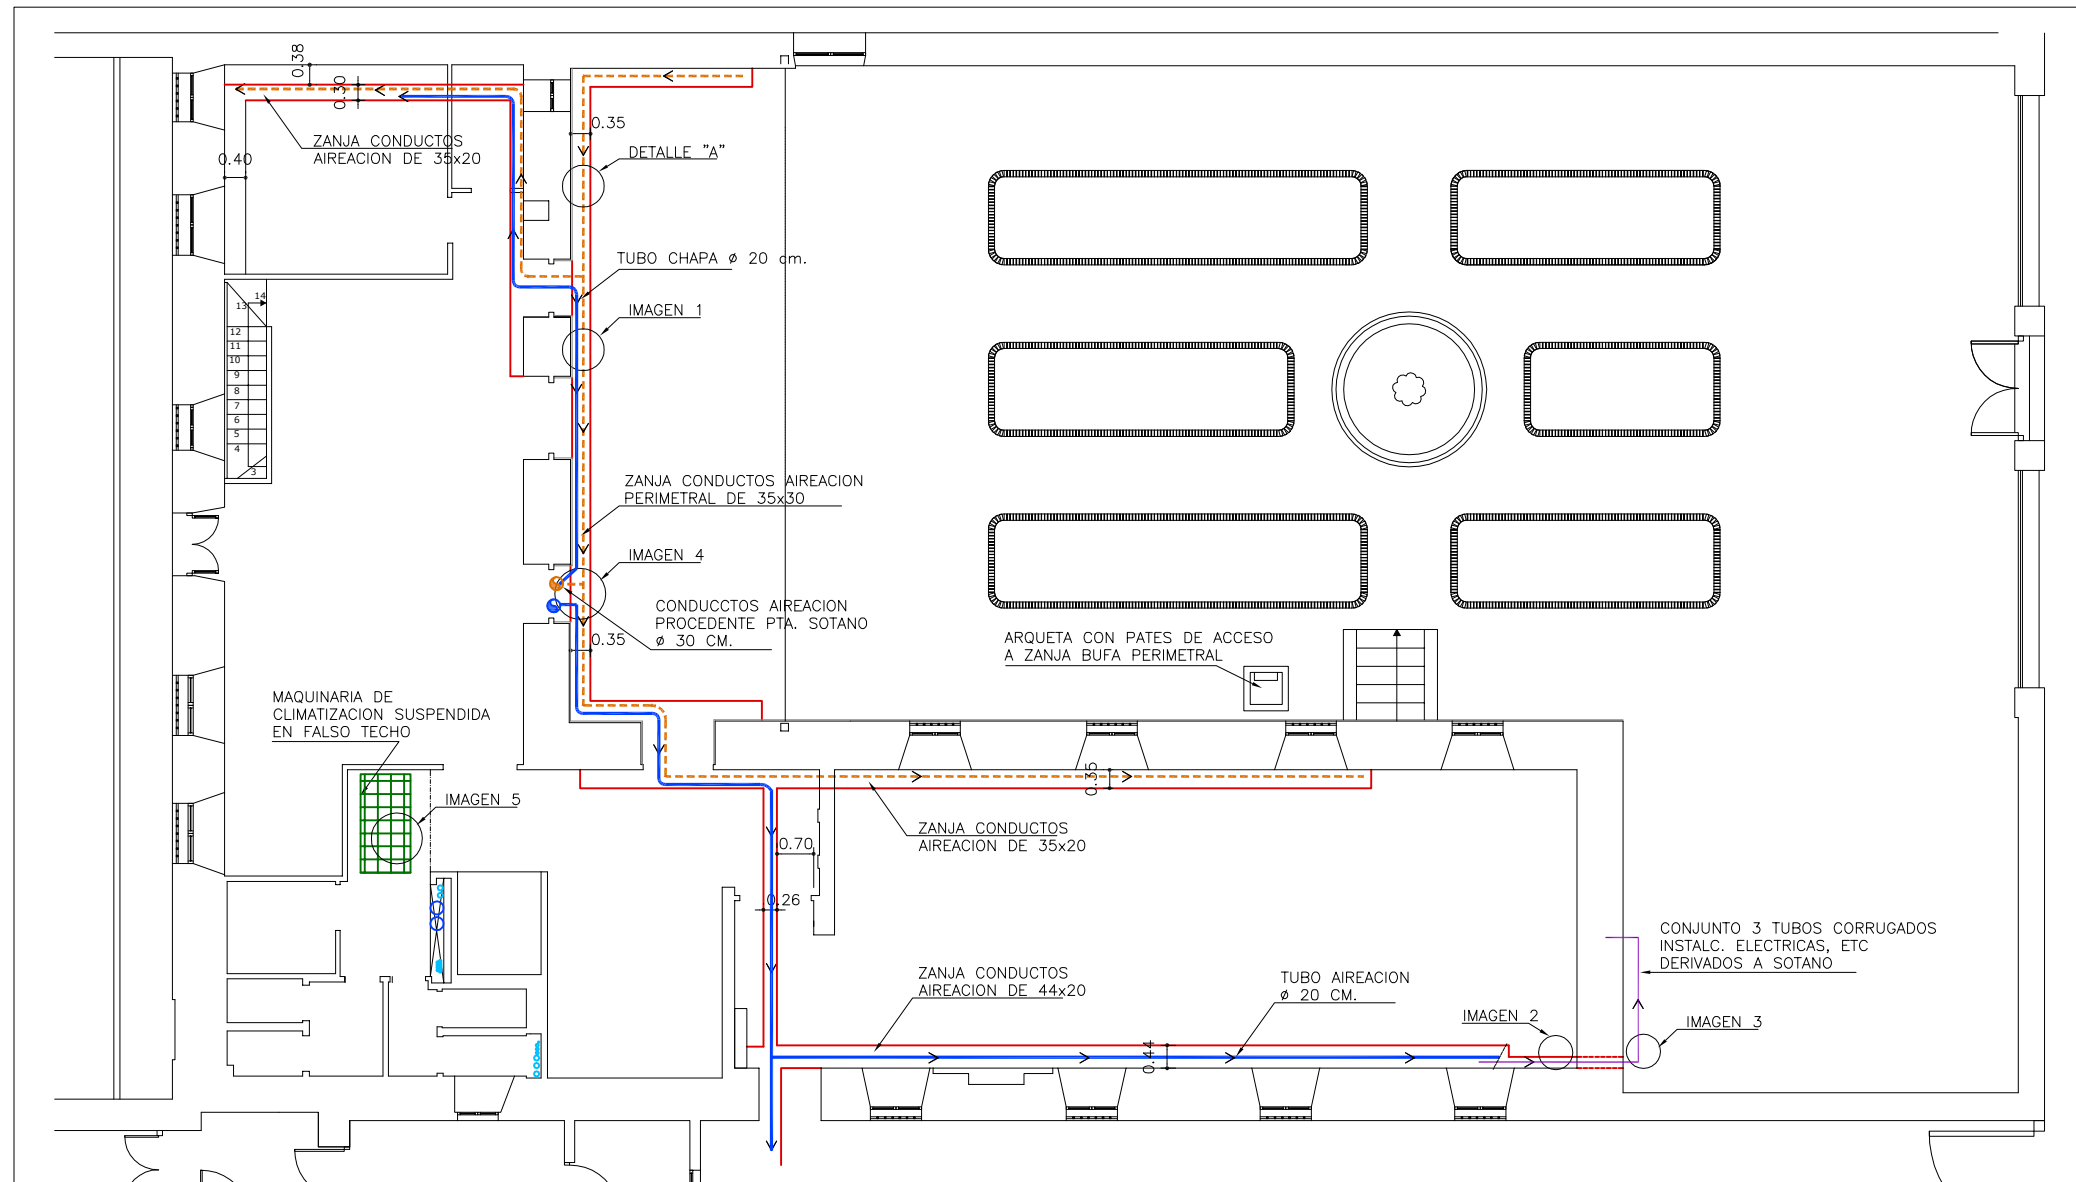 0.38
0.30
ZANJA CONDUCTOS
AIREACION DE 35x20
0.40
0.35
DETALLE "A"
TUBO CHAPA ø 20 cm.
IMAGEN 1
14
13
12
11
10
9
8
7
6
5
4
3
ZANJA CONDUCTOS AIREACION
PERIMETRAL DE 35x30
IMAGEN 4
CONDUCCTOS AIREACION
PROCEDENTE PTA. SOTANO
ø 30 CM.
0.35
ARQUETA CON PATES DE ACCESO
A ZANJA BUFA PERIMETRAL
MAQUINARIA DE
CLIMATIZACION SUSPENDIDA
EN FALSO TECHO
IMAGEN 5
0.35
ZANJA CONDUCTOS
AIREACION DE 35x20
0.70
0.26
ZANJA CONDUCTOS
AIREACION DE 44x20
TUBO AIREACION
ø 20 CM.
CONJUNTO 3 TUBOS CORRUGADOS
INSTALC. ELECTRICAS, ETC
DERIVADOS A SOTANO
IMAGEN 2
IMAGEN 3
0.44